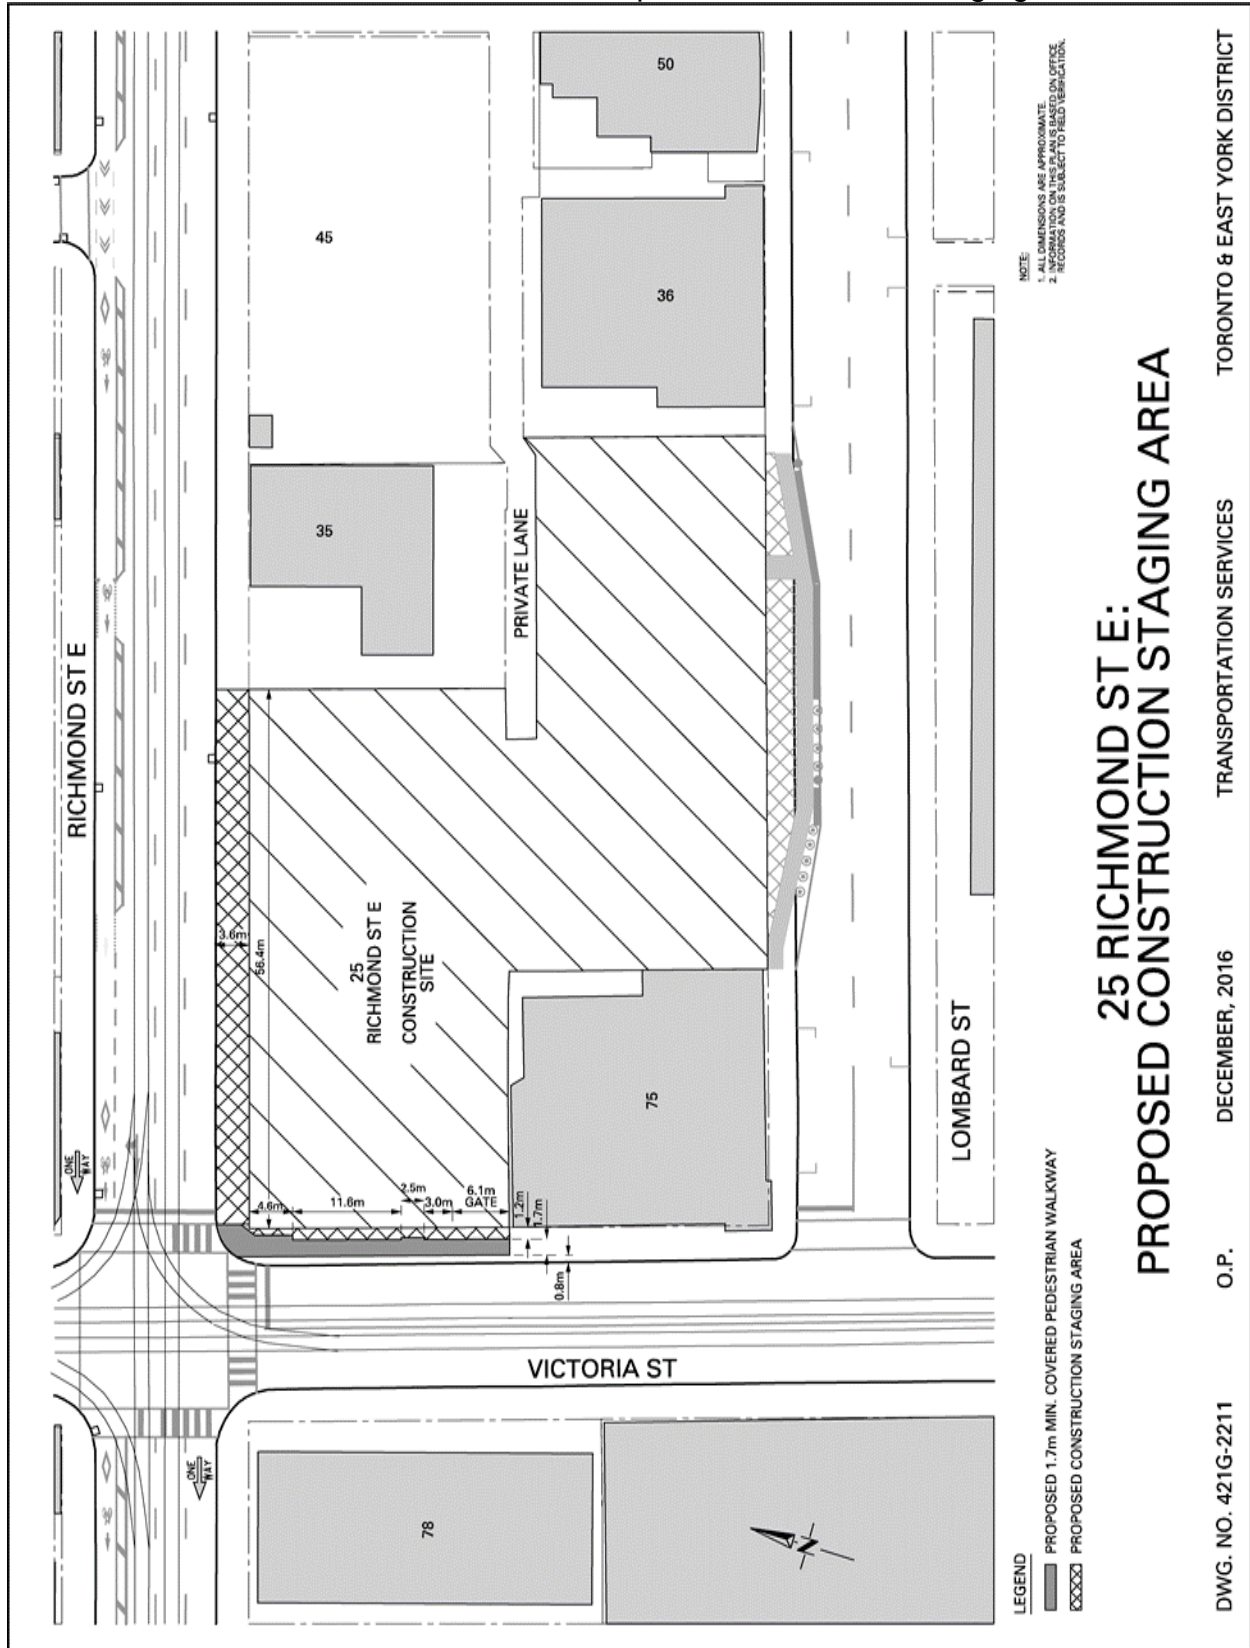 RICHMOND ST E
ONE
WAY
ONE
WAY
45
50
36
35
PRIVATE LANE
3.6m
56.4m
25
RICHMOND ST E
CONSTRUCTION
SITE
4.6m
11.6m
2.5m
3.0m
6.1m
GATE
1.2m
1.7m
0.8m
75
LOMBARD ST
VICTORIA ST
78
N
NOTE:
1. ALL DIMENSIONS ARE APPROXIMATE.
2. INFORMATION ON THIS PLAN IS BASED ON OFFICE
RECORDS AND IS SUBJECT TO FIELD VERIFICATION.
LEGEND
PROPOSED 1.7m MIN. COVERED PEDESTRIAN WALKWAY
PROPOSED CONSTRUCTION STAGING AREA
25 RICHMOND ST E:
PROPOSED CONSTRUCTION STAGING AREA
DWG. NO. 421G-2211 O.P. DECEMBER, 2016 TRANSPORTATION SERVICES TORONTO & EAST YORK DISTRICT